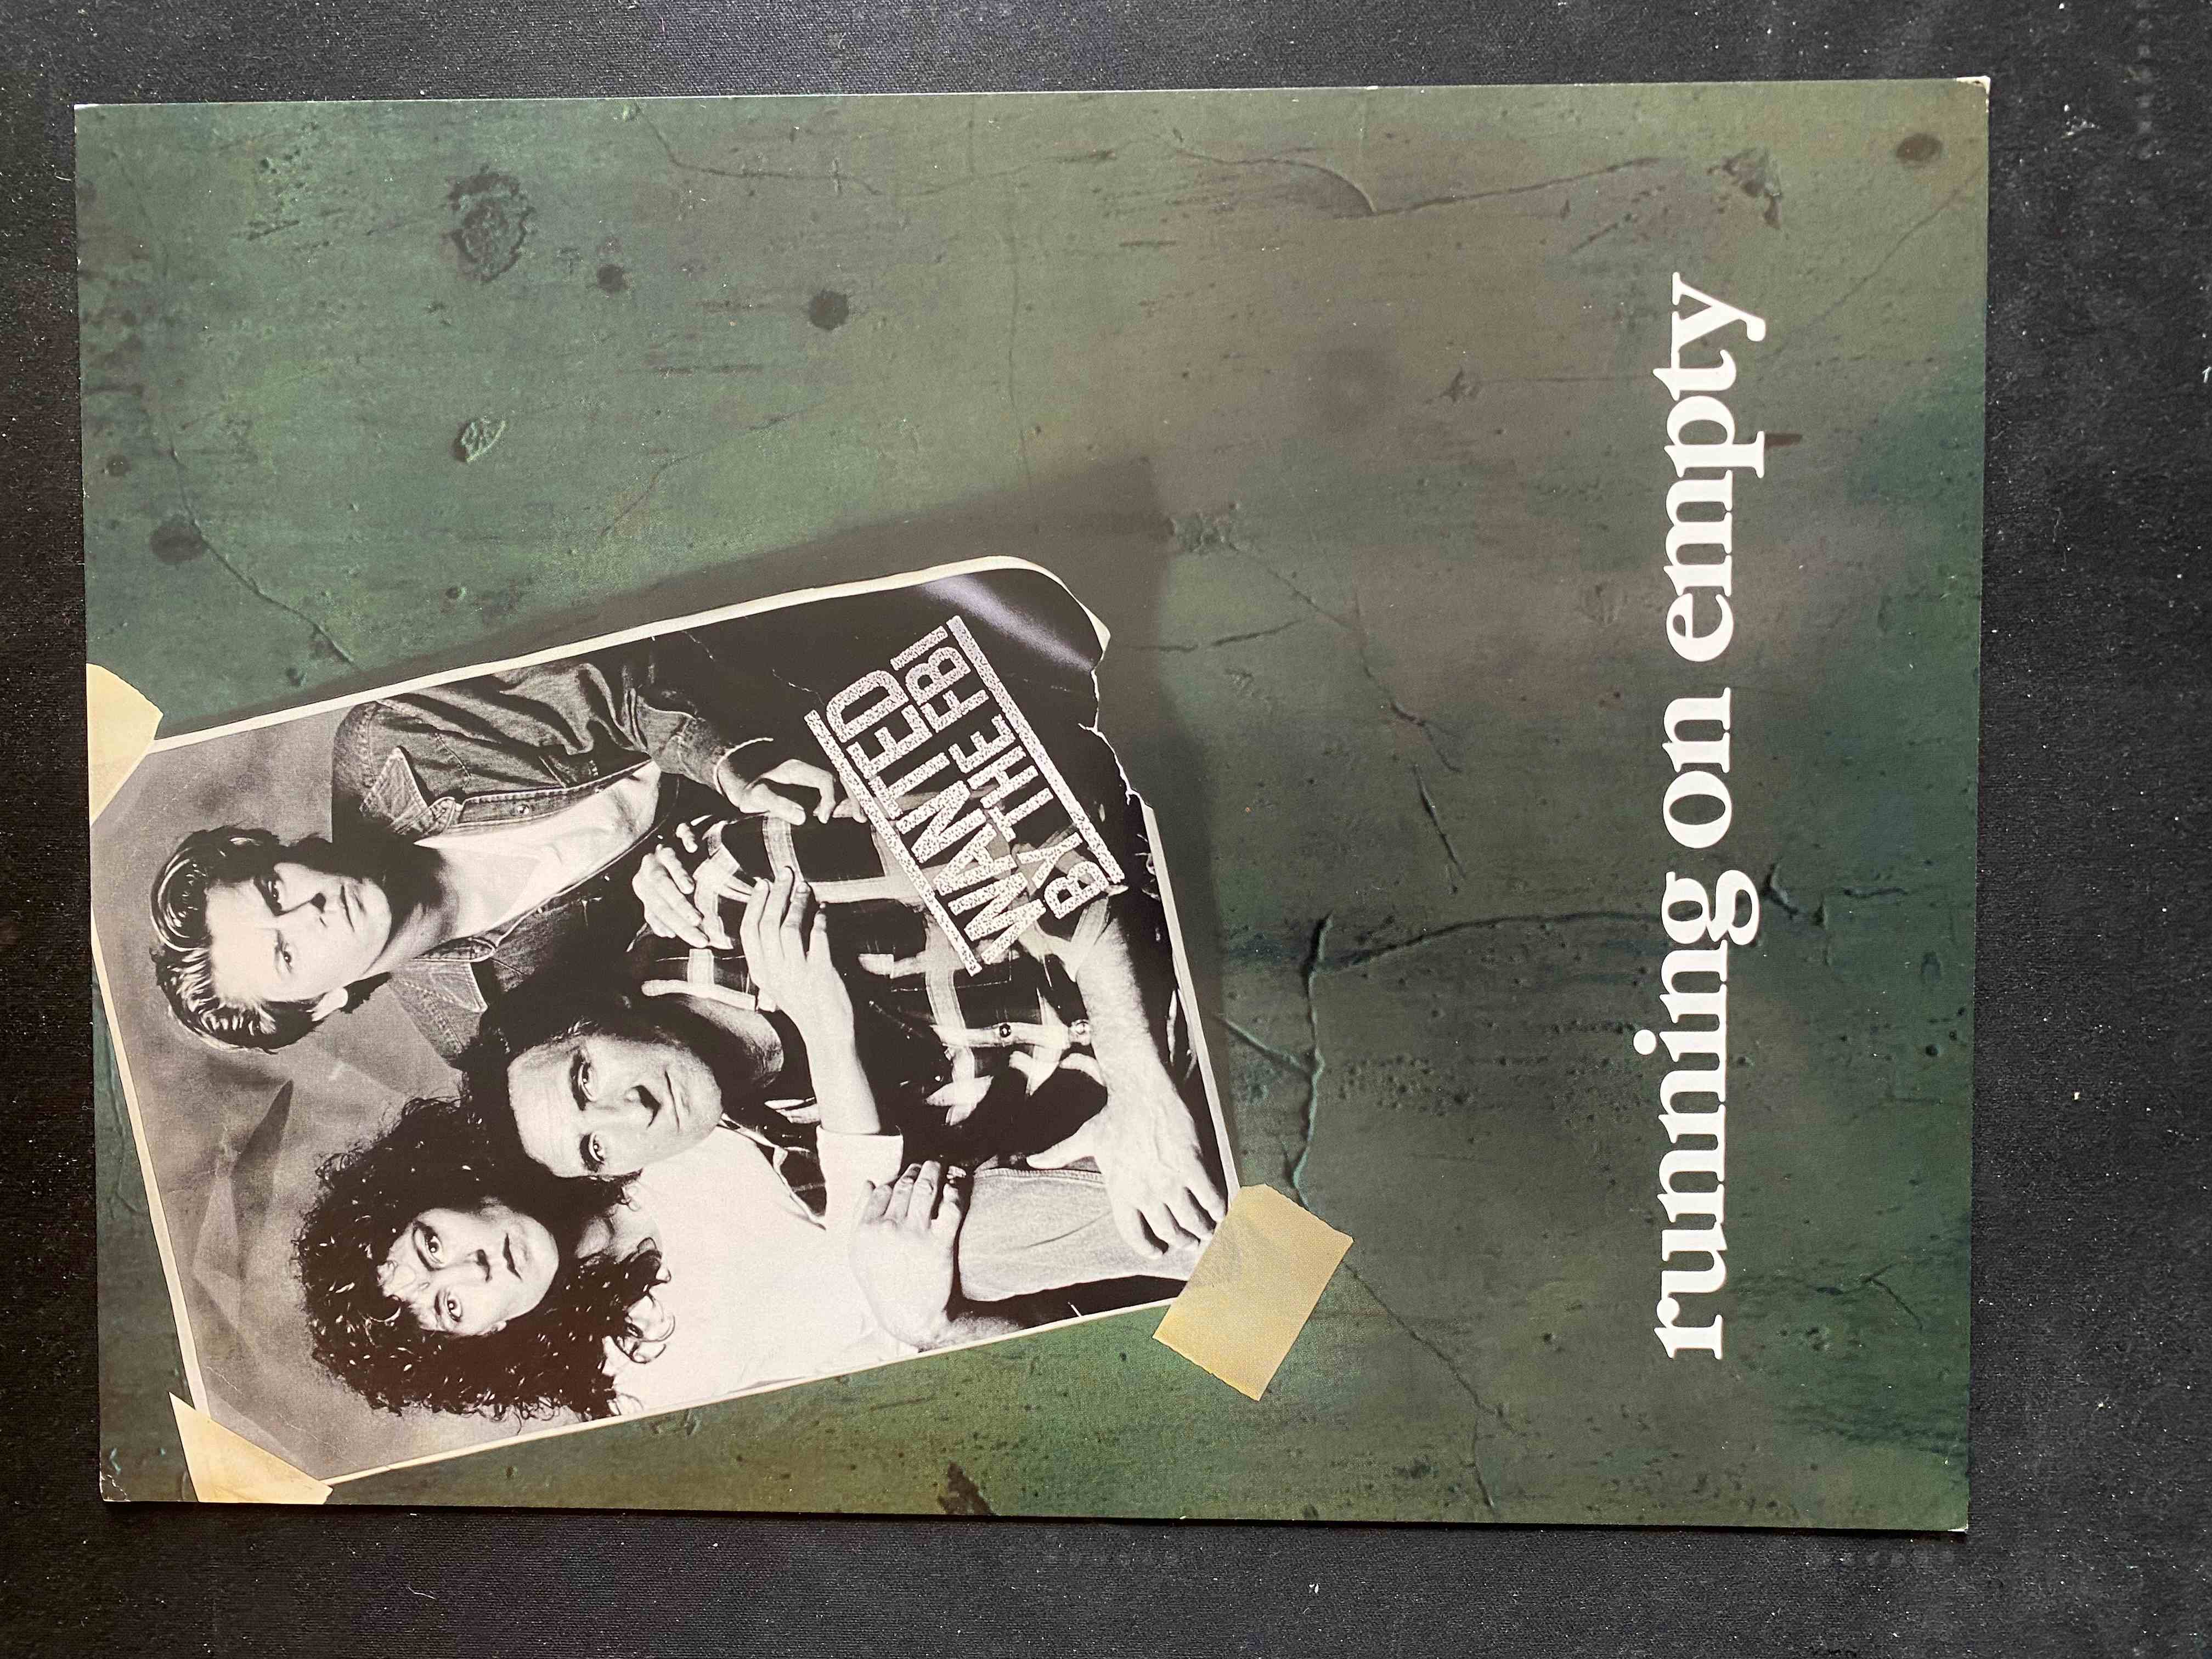 WANTED
BY THE FBI
running on empty